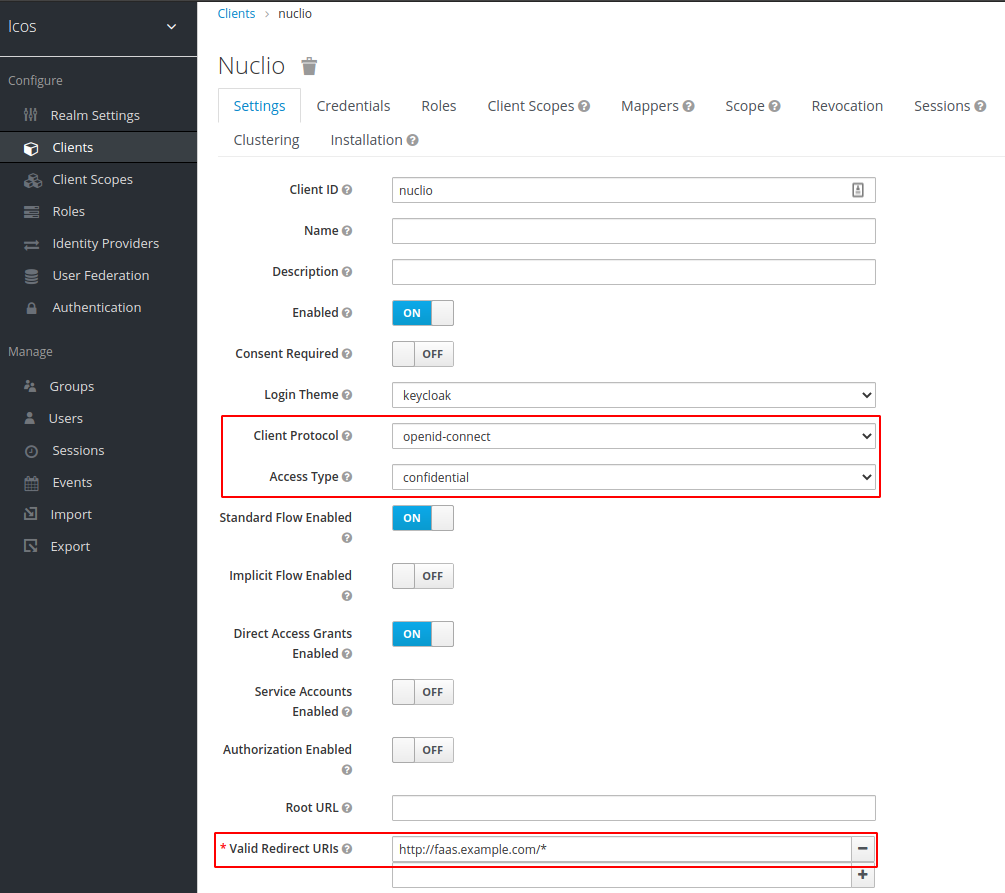 Icos
Configure
Realm Settings
Clients
Client Scopes
Roles
Identity Providers
User Federation
Authentication
Manage
Groups
Users
Sessions
Events
Import
Export
Clients > nuclio
Nuclio
Settings Credentials Roles Client Scopes ? Mappers ? Scope ? Revocation Sessions ?
Clustering Installation ?
Client ID ? nuclio
Name ?
Description ?
Enabled ? ON
Consent Required ? OFF
Login Theme ? keycloak
Client Protocol ? openid-connect
Access Type ? confidential
Standard Flow Enabled ? ON
Implicit Flow Enabled ? OFF
Direct Access Grants ON
Enabled ?
Service Accounts OFF
Enabled ?
Authorization Enabled ? OFF
Root URL ?
* Valid Redirect URIs ? http://faas.example.com/* −
+